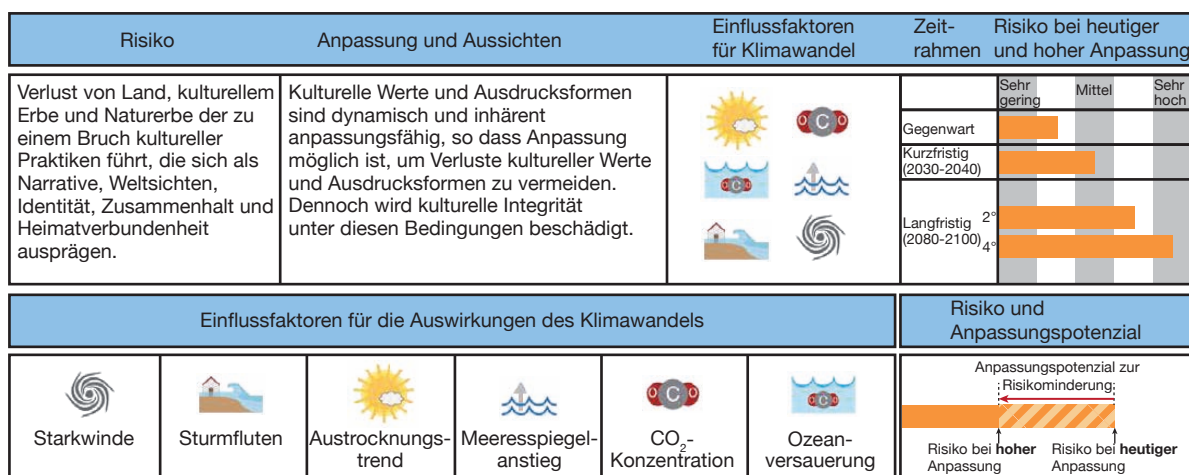 Risiko
Anpassung und Aussichten
Einflussfaktoren
für Klimawandel
Zeit-
rahmen
Risiko bei heutiger
und hoher Anpassung
Verlust von Land, kulturellem
Erbe und Naturerbe der zu
einem Bruch kultureller
Praktiken führt, die sich als
Narrative, Weltsichten,
Identität, Zusammenhalt und
Heimatverbundenheit
ausprägen.
Kulturelle Werte und Ausdrucksformen
sind dynamisch und inhärent
anpassungsfähig, so dass Anpassung
möglich ist, um Verluste kultureller Werte
und Ausdrucksformen zu vermeiden.
Dennoch wird kulturelle Integrität
unter diesen Bedingungen beschädigt.
O C O
O C O
Sehr
gering
Mittel
Sehr
hoch
Gegenwart
Kurzfristig
(2030-2040)
Langfristig
(2080-2100)
2°
4°
Einflussfaktoren für die Auswirkungen des Klimawandels
Risiko und
Anpassungspotenzial
Starkwinde
Sturmfluten
Austrocknungs-
trend
Meeresspiegel-
anstieg
O C O
CO₂-
Konzentration
O C O
Ozean-
versauerung
Anpassungspotenzial zur
Risikominderung
Risiko bei hoher
Anpassung
Risiko bei heutiger
Anpassung